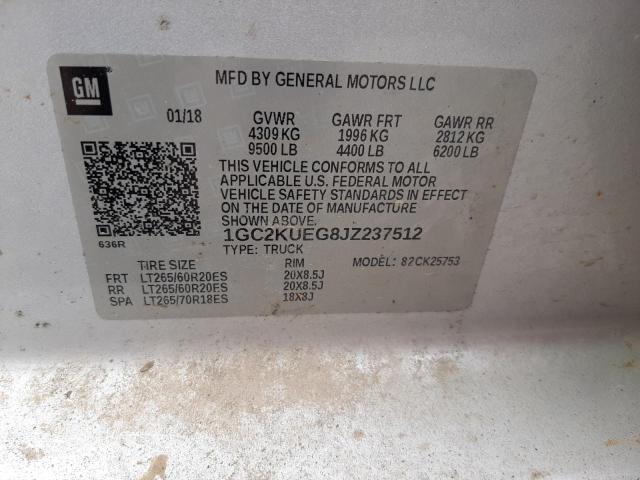 GM
MFD BY GENERAL MOTORS LLC
01/18 GVWR GAWR FRT GAWR RR
4309 KG 1996 KG 2812 KG
9500 LB 4400 LB 6200 LB
THIS VEHICLE CONFORMS TO ALL
APPLICABLE U.S. FEDERAL MOTOR
VEHICLE SAFETY STANDARDS IN EFFECT
ON THE DATE OF MANUFACTURE
SHOWN ABOVE.
636R
1GC2KUEG8JZ237512
TYPE: TRUCK
TIRE SIZE RIM MODEL: 82CK25753
FRT LT265/60R20ES 20X8.5J
RR LT265/60R20ES 20X8.5J
SPA LT265/70R18ES 18X8J